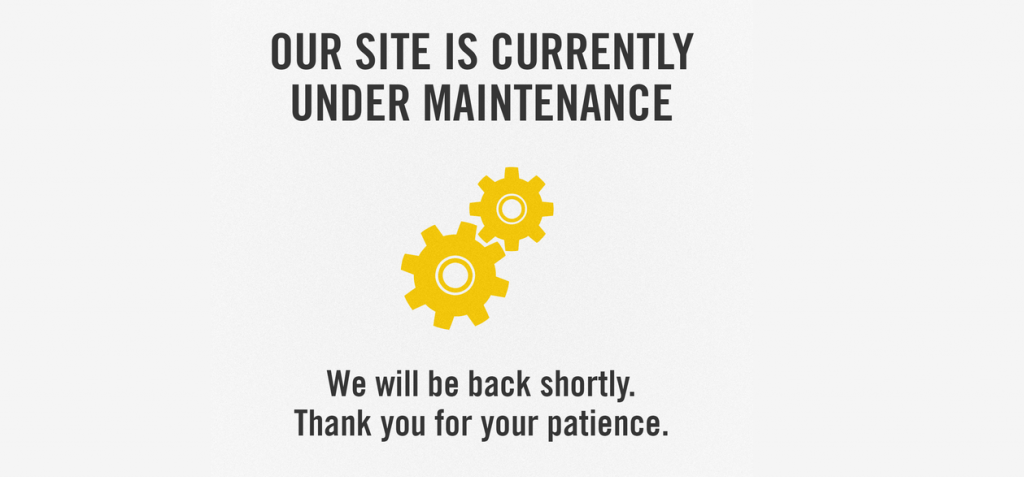 OUR SITE IS CURRENTLY
UNDER MAINTENANCE
We will be back shortly.
Thank you for your patience.